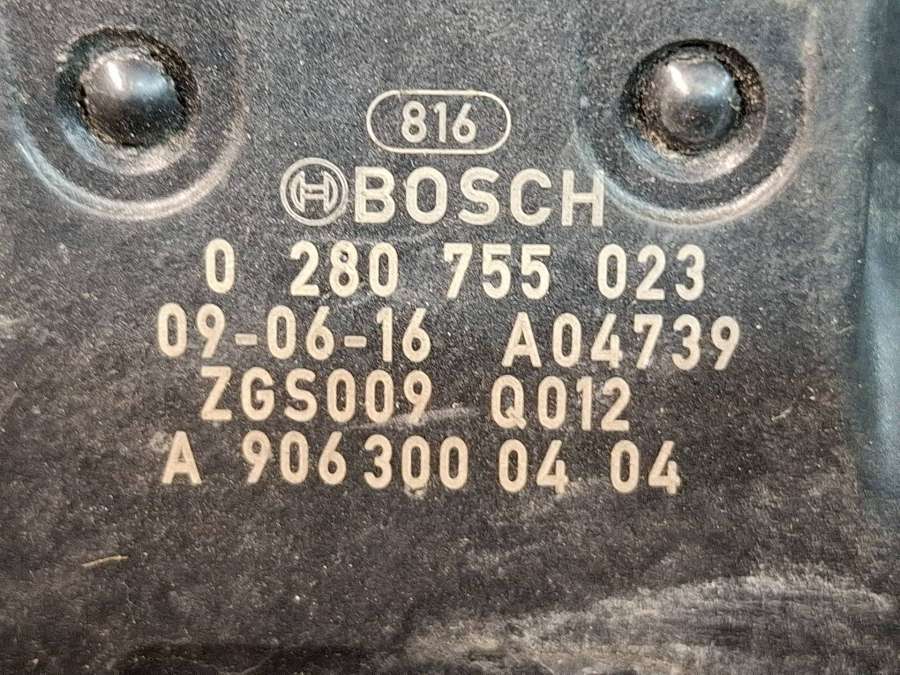 816
BOSCH
0 280 755 023
09-06-16 A04739
ZGS009 Q012
A 906 300 04 04